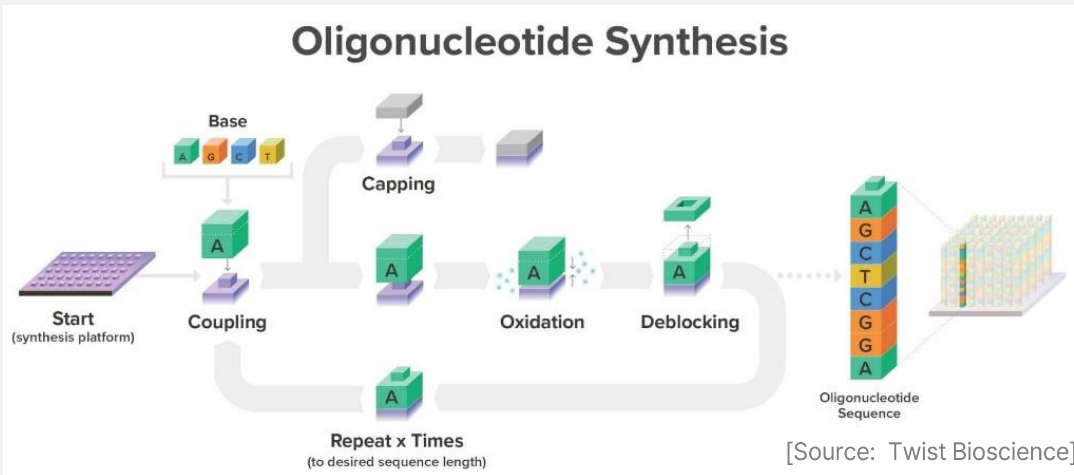 Oligonucleotide Synthesis
Base
A G C T
Capping
A
A
A
A
Start
(synthesis platform)
Coupling
Oxidation
Deblocking
A
Repeat x Times
(to desired sequence length)
A
G
C
T
C
G
G
A
Oligonucleotide
Sequence
[Source: Twist Bioscience]